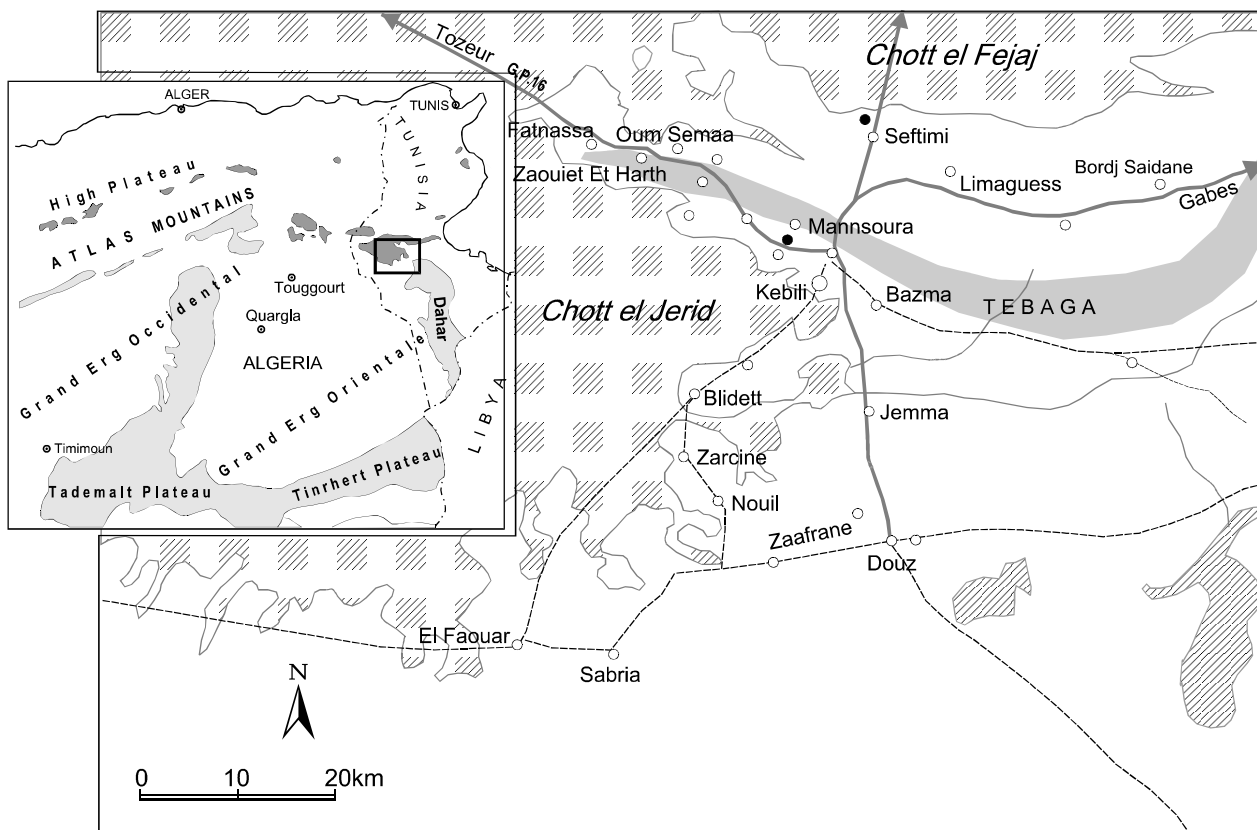 Tozeur
G.P.16
Chott el Fejaj
Fatnassa
Oum Semaa
Seftimi
Zaouiet Et Harth
Limaguess
Bordj Saidane
Gabes
Mannsoura
Kebili
Bazma
TEBAGA
Chott el Jerid
Blidett
Jemma
Zarcine
Nouil
Zaafrane
Douz
El Faouar
Sabria
N
0 10 20km
ALGER
TUNIS
TUNISIA
High Plateau
ATLAS MOUNTAINS
Touggourt
Quargla
Dahar
ALGERIA
Grand Erg Occidental
Grand Erg Orientale
LIBYA
Timimoun
Tademalt Plateau
Tinrhert Plateau